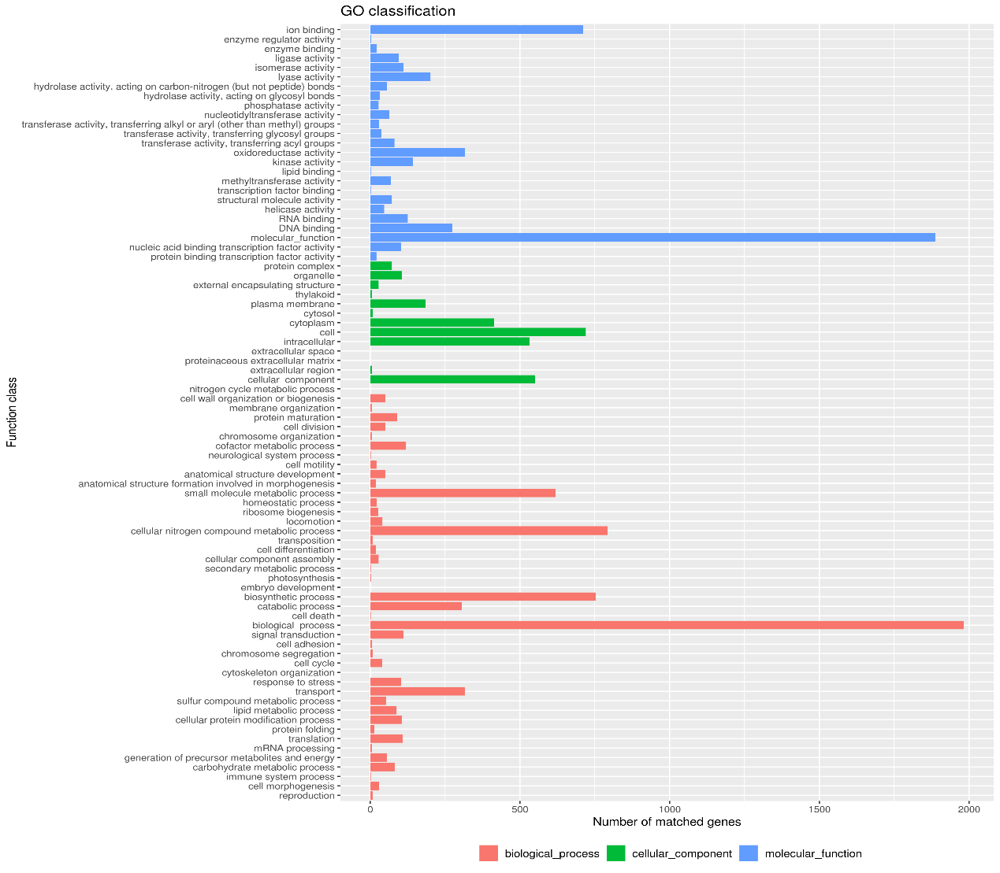 GO classification
ion binding
enzyme regulator activity
enzyme binding
ligase activity
isomerase activity
lyase activity
hydrolase activity, acting on carbon-nitrogen (but not peptide) bonds
hydrolase activity, acting on glycosyl bonds
phosphatase activity
nucleotidyltransferase activity
transferase activity, transferring alkyl or aryl (other than methyl) groups
transferase activity, transferring glycosyl groups
transferase activity, transferring acyl groups
oxidoreductase activity
kinase activity
lipid binding
methyltransferase activity
transcription factor binding
structural molecule activity
helicase activity
RNA binding
DNA binding
molecular_function
nucleic acid binding transcription factor activity
protein binding transcription factor activity
protein complex
organelle
external encapsulating structure
thylakoid
plasma membrane
cytosol
cytoplasm
cell
intracellular
extracellular space
proteinaceous extracellular matrix
extracellular region
cellular component
nitrogen cycle metabolic process
cell wall organization or biogenesis
membrane organization
protein maturation
cell division
chromosome organization
cofactor metabolic process
neurological system process
cell motility
anatomical structure development
anatomical structure formation involved in morphogenesis
small molecule metabolic process
homeostatic process
ribosome biogenesis
locomotion
cellular nitrogen compound metabolic process
transposition
cell differentiation
cellular component assembly
secondary metabolic process
photosynthesis
embryo development
biosynthetic process
catabolic process
cell death
biological process
signal transduction
cell adhesion
chromosome segregation
cell cycle
cytoskeleton organization
response to stress
transport
sulfur compound metabolic process
lipid metabolic process
cellular protein modification process
protein folding
translation
mRNA processing
generation of precursor metabolites and energy
carbohydrate metabolic process
immune system process
cell morphogenesis
reproduction
Function class
0 500 1000 1500 2000
Number of matched genes
biological_process cellular_component molecular_function